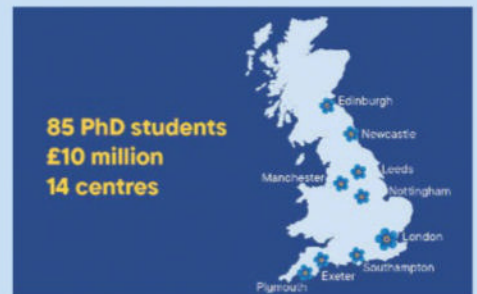 85 PhD students
£10 million
14 centres
Edinburgh
Newcastle
Leeds
Manchester
Nottingham
London
Southampton
Exeter
Plymouth